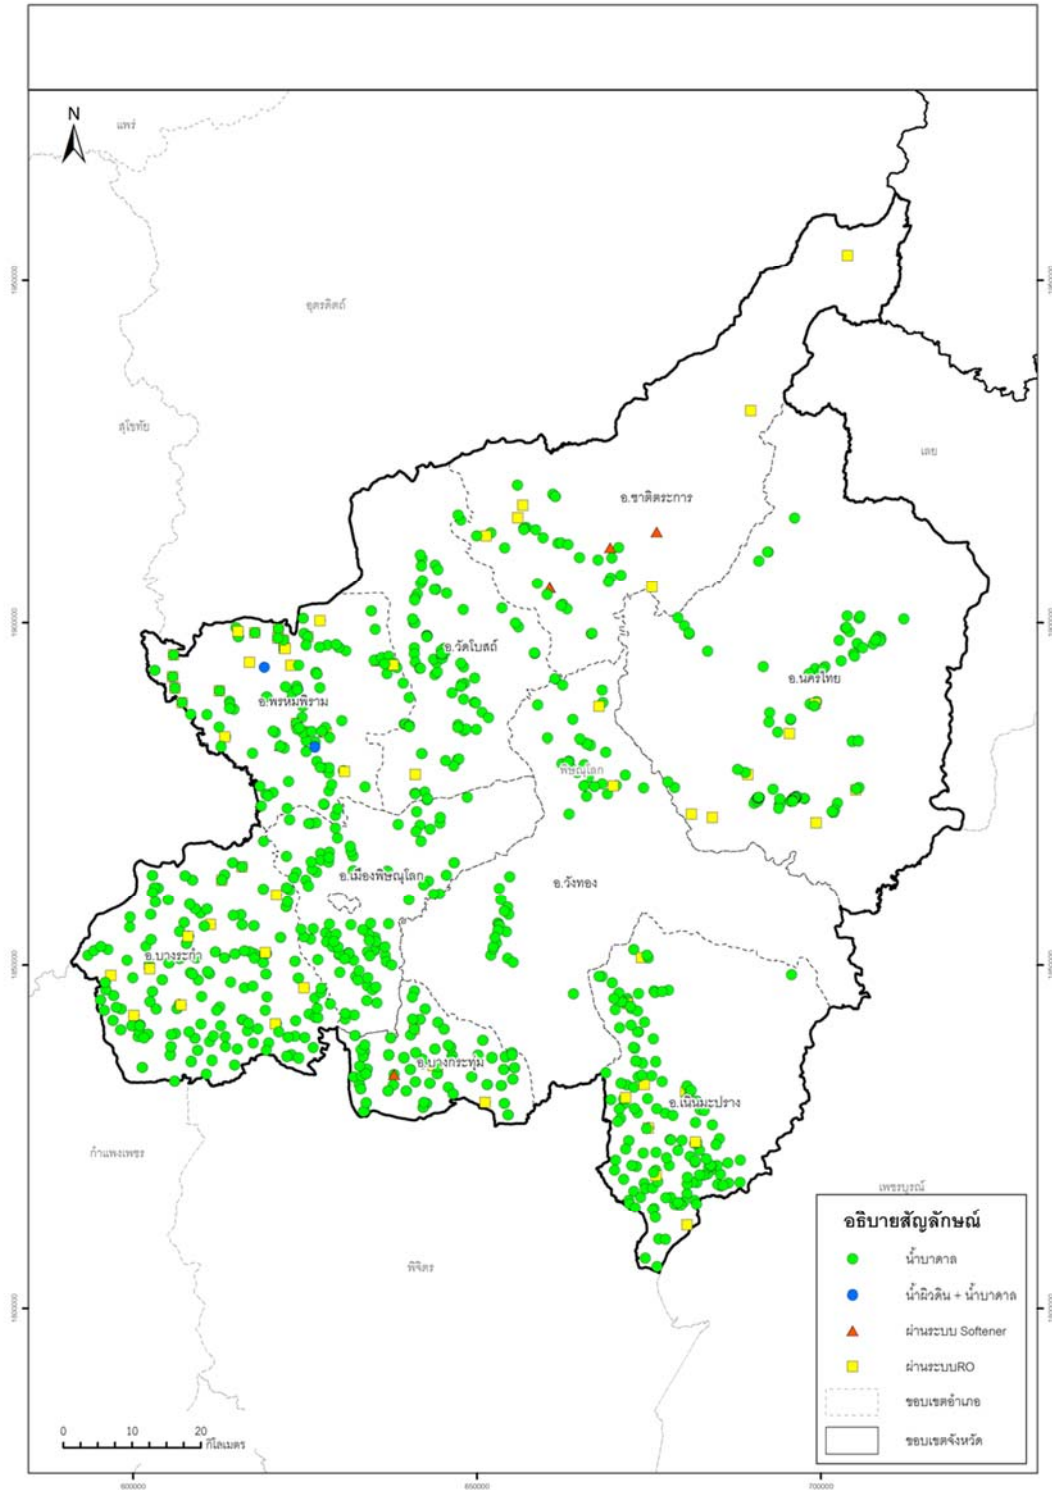 N
แพร่
1950000
1950000
อุตรดิตถ์
สุโขทัย
เลย
อ.ชาติตระการ
1900000
1900000
อ.วัดโบสถ์
อ.นครไทย
อ.พรหมพิราม
พิษณุโลก
อ.เมืองพิษณุโลก
อ.วังทอง
อ.บางระกำ
1850000
1850000
อ.บางกระทุ่ม
อ.เนินมะปราง
กำแพงเพชร
เพชรบูรณ์
พิจิตร
1800000
1800000
อธิบายสัญลักษณ์
น้ำบาดาล
น้ำผิวดิน + น้ำบาดาล
ผ่านระบบ Softener
ผ่านระบบRO
ขอบเขตอำเภอ
ขอบเขตจังหวัด
0 10 20
กิโลเมตร
600000 650000 700000